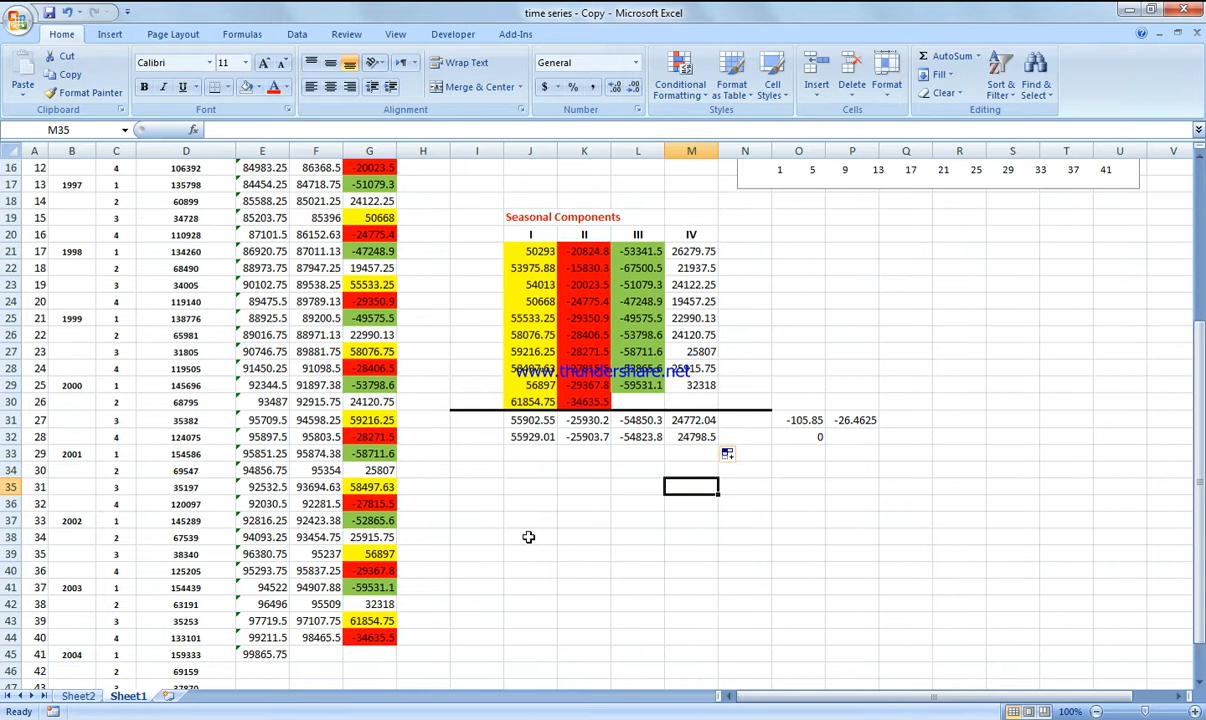 time series - Copy - Microsoft Excel
Home Insert Page Layout Formulas Data Review View Developer Add-Ins
Paste
Cut
Copy
Format Painter
Clipboard
Calibri 11
Font
Wrap Text
Merge & Center
Alignment
General
Number
Conditional Formatting
Format as Table
Cell Styles
Styles
Insert Delete Format
Cells
AutoSum
Fill
Clear
Sort & Filter
Find & Select
Editing
M35
A B C D E F G H I J K L M N O P Q R S T U V
16 12 4 106392 84983.25 86368.5 -20023.5 1 5 9 13 17 21 25 29 33 37 41
17 13 1997 1 135798 84454.25 84718.75 -51079.3
18 14 2 60899 85588.25 85021.25 24122.25
19 15 3 34728 85203.75 85396 50668 Seasonal Components
20 16 4 110928 87101.5 86152.63 -24775.4 I II III IV
21 17 1998 1 134260 86920.75 87011.13 -47248.9 50293 -20824.8 -53341.5 26279.75
22 18 2 68490 88973.75 87947.25 19457.25 53975.88 -15830.3 -67500.5 21937.5
23 19 3 34005 90102.75 89538.25 55533.25 54013 -20023.5 -51079.3 24122.25
24 20 4 119140 89475.5 89789.13 -29350.9 50668 -24775.4 -47248.9 19457.25
25 21 1999 1 138776 88925.5 89200.5 -49575.5 55533.25 -29350.9 -49575.5 22990.13
26 22 2 65981 89016.75 88971.13 22990.13 58076.75 -28406.5 -53798.6 24120.75
27 23 3 31805 90746.75 89881.75 58076.75 59216.25 -28271.5 -58711.6 25807
28 24 4 119505 91450.25 91098.5 -28406.5 58497.63 -27815.5 -52865.6 25915.75
www.thundershare.net
29 25 2000 1 145696 92344.5 91897.38 -53798.6 56897 -29367.8 -59531.1 32318
30 26 2 68795 93487 92915.75 24120.75 61854.75 -34635.5
31 27 3 35382 95709.5 94598.25 59216.25 55902.55 -25930.2 -54850.3 24772.04 -105.85 -26.4625
32 28 4 124075 95897.5 95803.5 -28271.5 55929.01 -25903.7 -54823.8 24798.5 0
33 29 2001 1 154586 95851.25 95874.38 -58711.6
34 30 2 69547 94856.75 95354 25807
35 31 3 35197 92532.5 93694.63 58497.63
36 32 4 120097 92030.5 92281.5 -27815.5
37 33 2002 1 145289 92816.25 92423.38 -52865.6
38 34 2 67539 94093.25 93454.75 25915.75
39 35 3 38340 96380.75 95237 56897
40 36 4 125205 95293.75 95837.25 -29367.8
41 37 2003 1 154439 94522 94907.88 -59531.1
42 38 2 63191 96496 95509 32318
43 39 3 35253 97719.5 97107.75 61854.75
44 40 4 133101 99211.5 98465.5 -34635.5
45 41 2004 1 159333 99865.75
46 42 2 69159
47 43 3 37870
Sheet2 Sheet1
Ready 100%